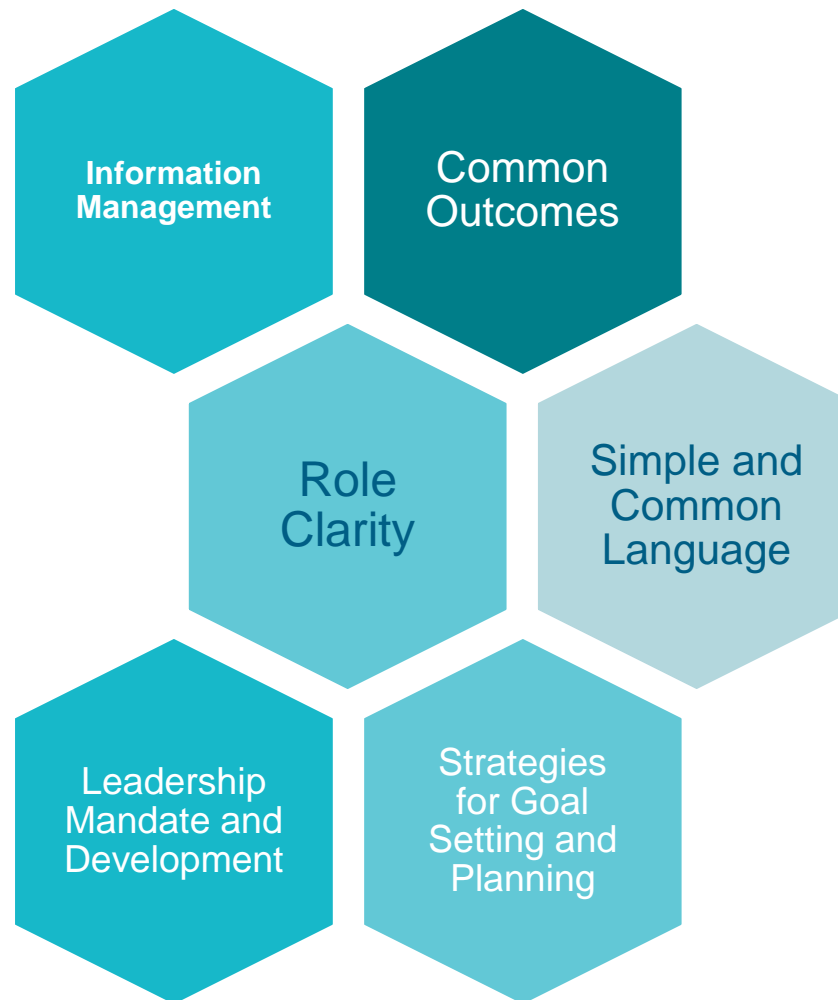 Information
Management
Common
Outcomes
Role
Clarity
Simple and
Common
Language
Leadership
Mandate and
Development
Strategies
for Goal
Setting and
Planning